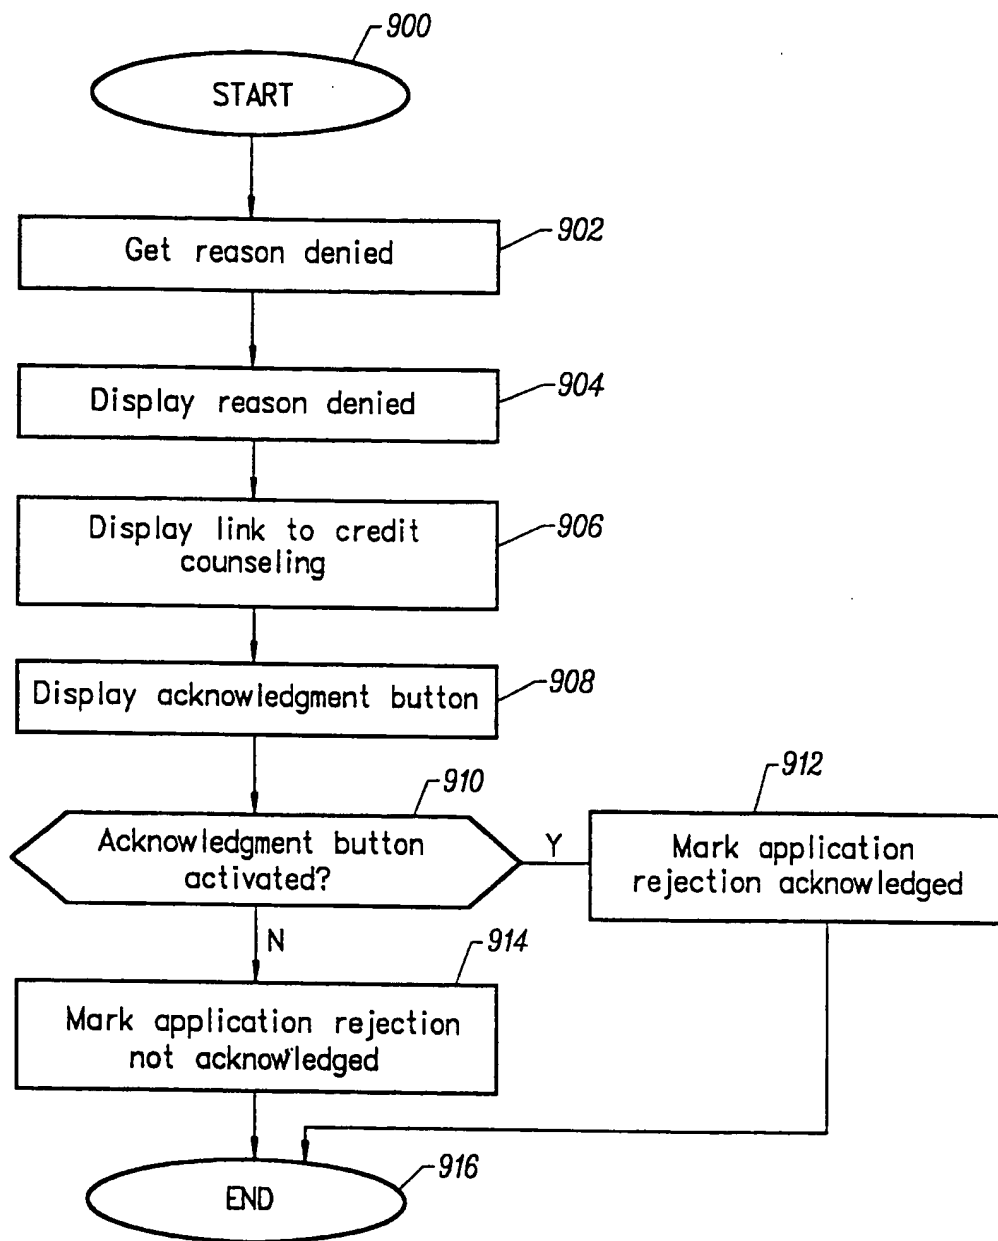 900
START
902
Get reason denied
904
Display reason denied
906
Display link to credit
counseling
908
Display acknowledgment button
910
Acknowledgment button
activated?
Y
912
Mark application
rejection acknowledged
N
914
Mark application rejection
not acknowledged
916
END